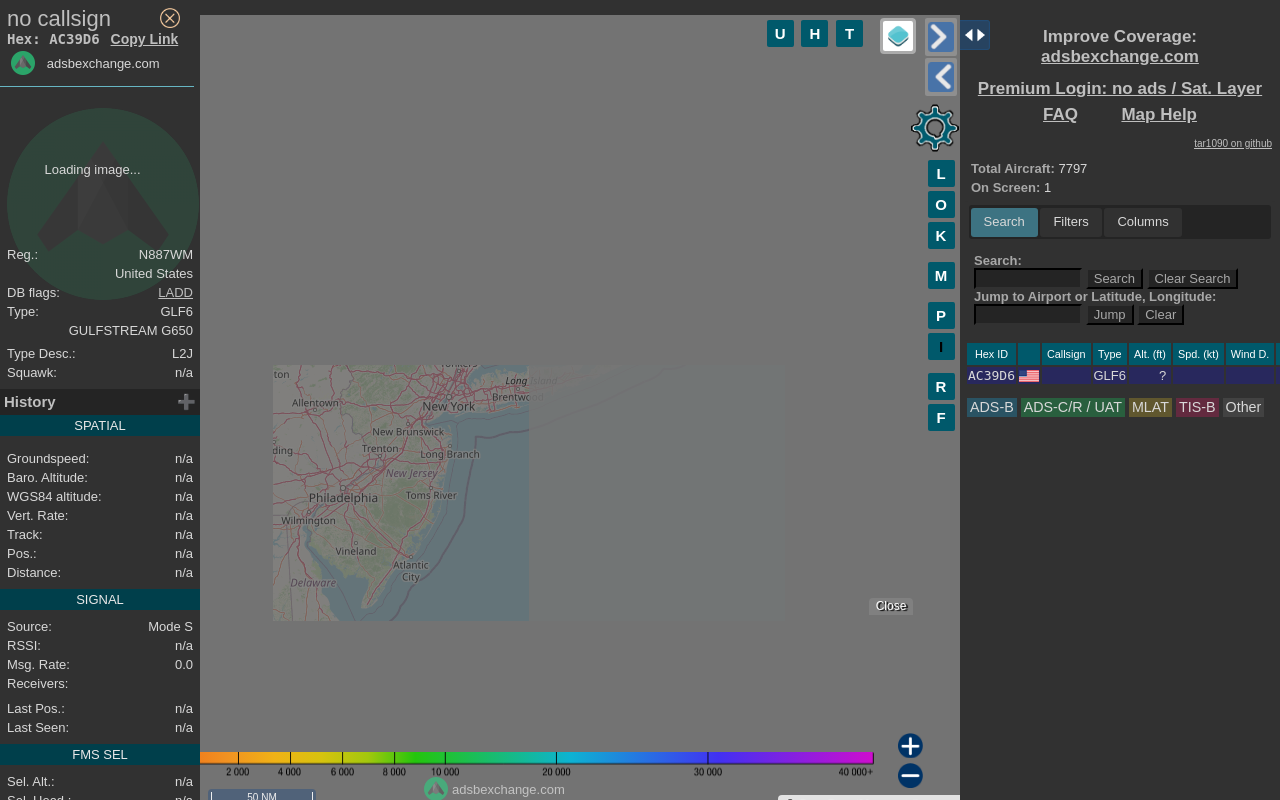 no callsign
Hex: AC39D6 Copy Link
adsbexchange.com
Loading image...
Reg.: N887WM
United States
DB flags: LADD
Type: GLF6
GULFSTREAM G650
Type Desc.: L2J
Squawk: n/a
History
SPATIAL
Groundspeed: n/a
Baro. Altitude: n/a
WGS84 altitude: n/a
Vert. Rate: n/a
Track: n/a
Pos.: n/a
Distance: n/a
SIGNAL
Source: Mode S
RSSI: n/a
Msg. Rate: 0.0
Receivers:
Last Pos.: n/a
Last Seen: n/a
FMS SEL
Sel. Alt.: n/a
Sel. Head.: n/a
U H T
L
O
K
M
P
I
R
F
Long Island
Allentown
New York
Brentwood
New Brunswick
Trenton
Long Branch
New Jersey
Philadelphia
Toms River
Wilmington
Vineland
Atlantic
City
Delaware
Close
2 000 4 000 6 000 8 000 10 000 20 000 30 000 40 000+
adsbexchange.com
50 NM
Improve Coverage:
adsbexchange.com
Premium Login: no ads / Sat. Layer
FAQ Map Help
tar1090 on github
Total Aircraft: 7797
On Screen: 1
Search Filters Columns
Search:
Search Clear Search
Jump to Airport or Latitude, Longitude:
Jump Clear
Hex ID Callsign Type Alt. (ft) Spd. (kt) Wind D.
AC39D6 GLF6 ?
ADS-B ADS-C/R / UAT MLAT TIS-B Other